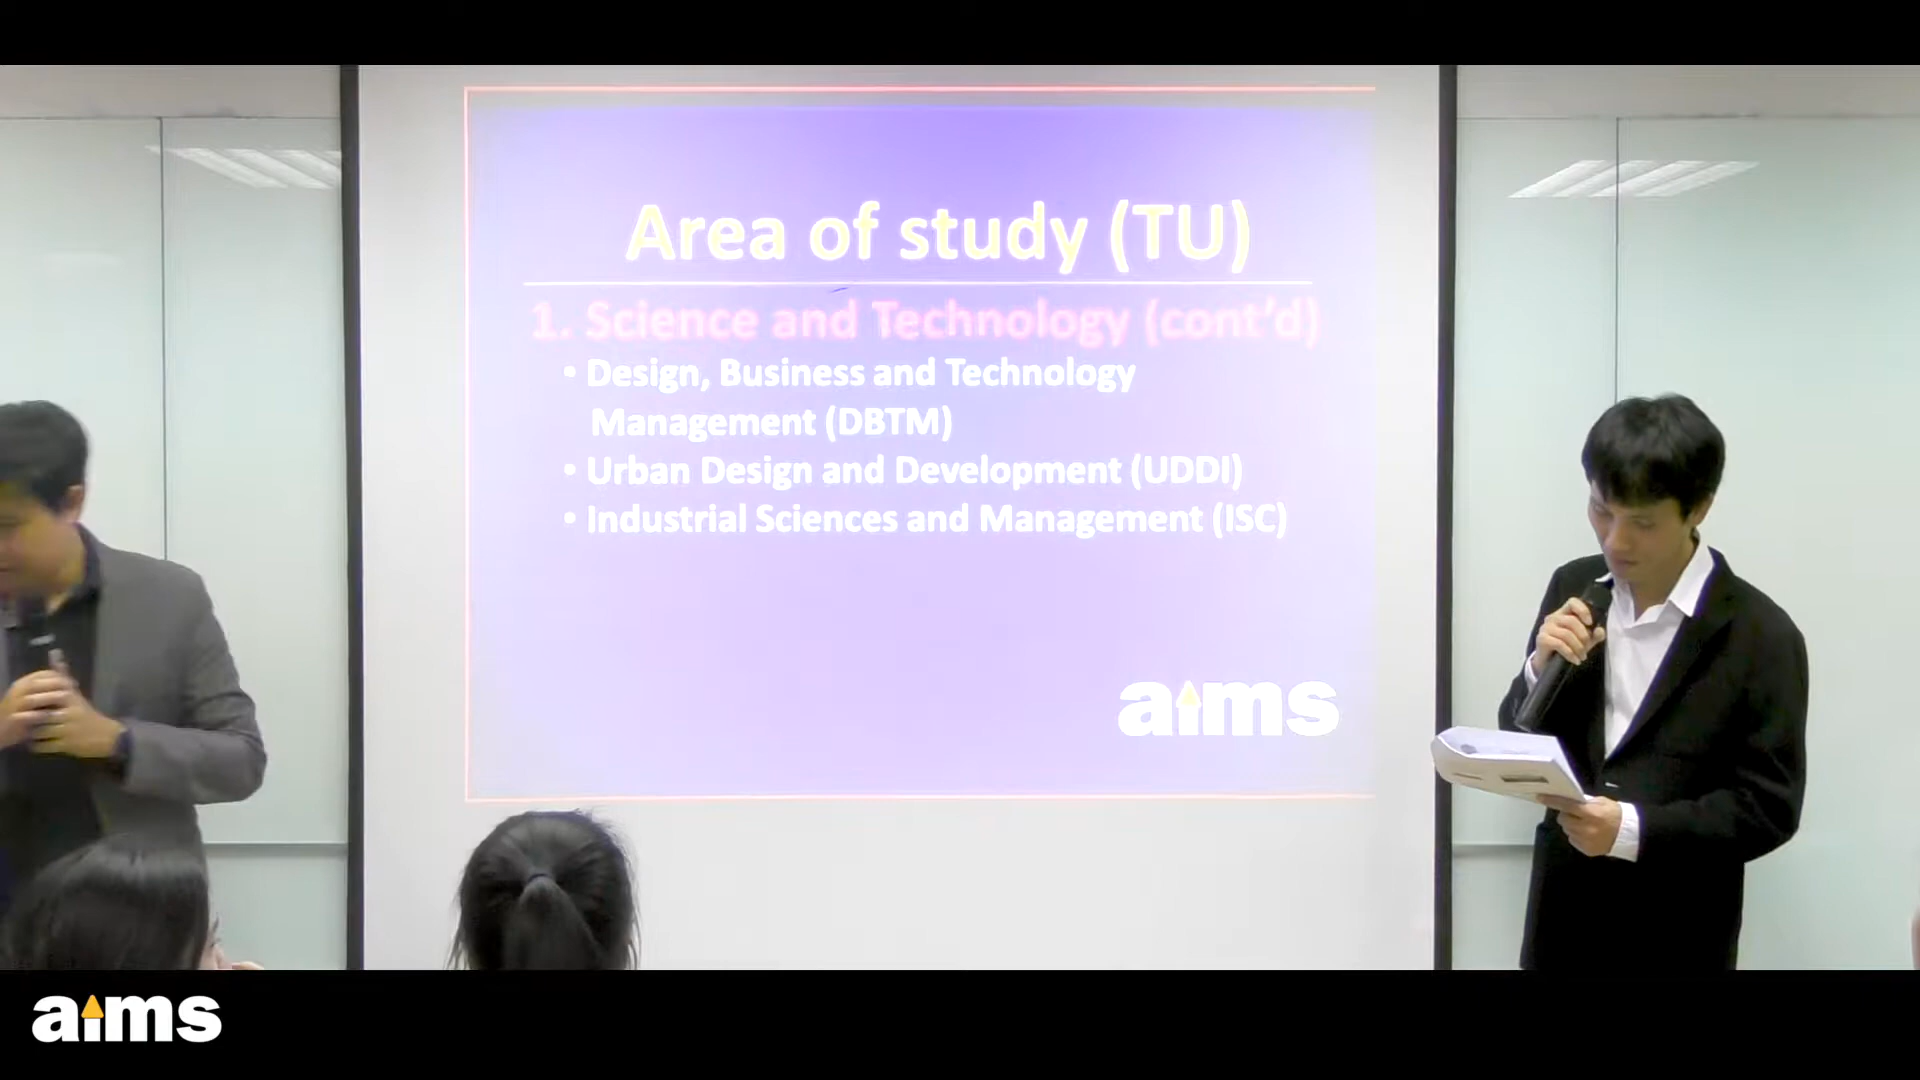 Area of study (TU)
1. Science and Technology (cont'd)
• Design, Business and Technology
Management (DBTM)
• Urban Design and Development (UDDI)
• Industrial Sciences and Management (ISC)
aims
aims